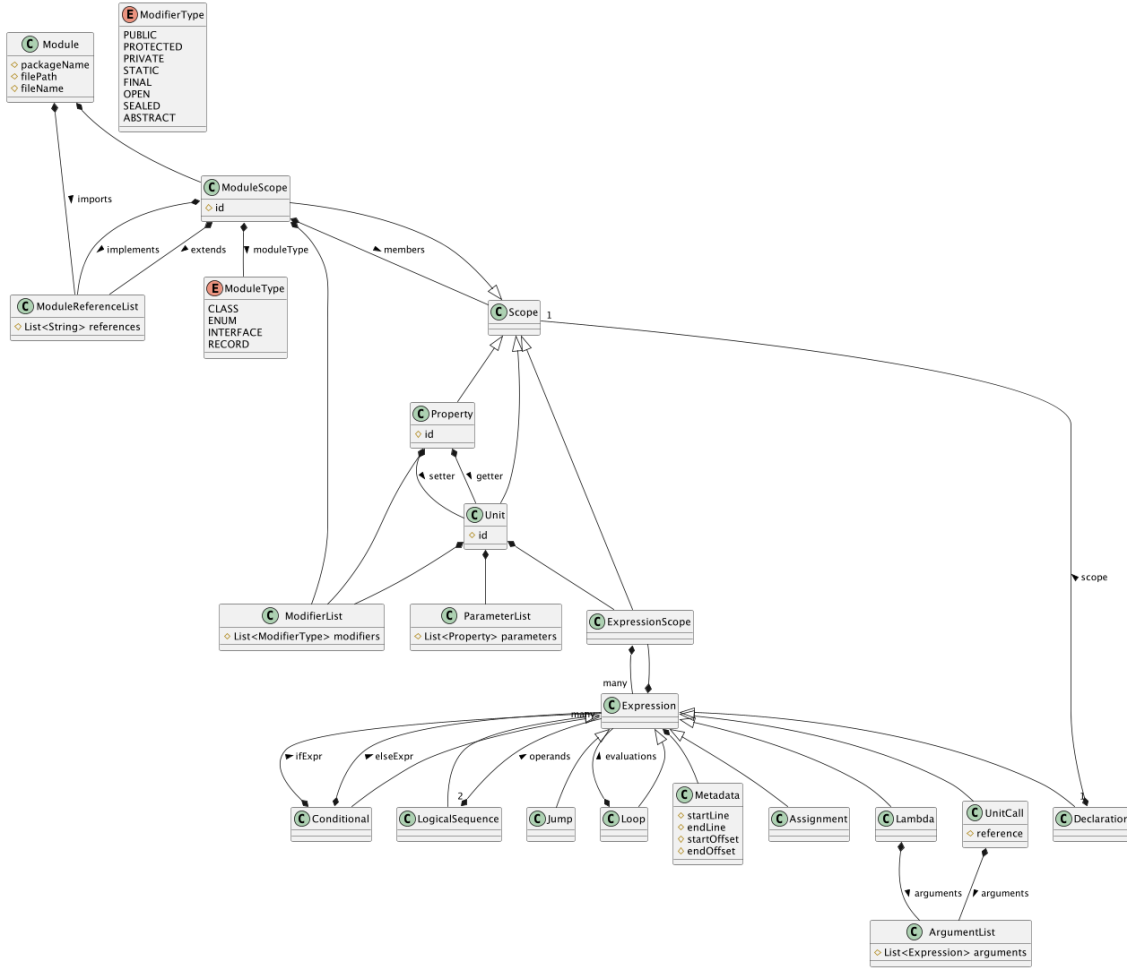 E ModifierType
PUBLIC
PROTECTED
PRIVATE
STATIC
FINAL
OPEN
SEALED
ABSTRACT
C Module
packageName
filePath
fileName
C ModuleScope
id
imports
implements
extends
moduleType
members
C ModuleReferenceList
List<String> references
E ModuleType
CLASS
ENUM
INTERFACE
RECORD
C Scope
1
C Property
id
setter
getter
C Unit
id
scope
C ModifierList
List<ModifierType> modifiers
C ParameterList
List<Property> parameters
C ExpressionScope
many
C Expression
many
ifExpr
elseExpr
operands
evaluations
2
1
C Conditional
C LogicalSequence
C Jump
C Loop
C Metadata
startLine
endLine
startOffset
endOffset
C Assignment
C Lambda
C UnitCall
reference
C Declaration
arguments
arguments
C ArgumentList
List<Expression> arguments